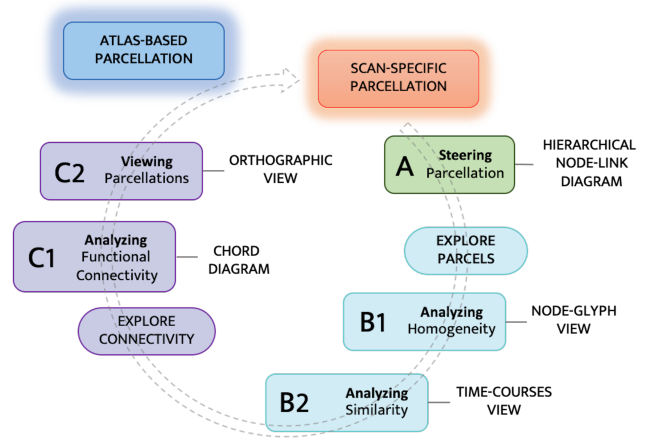 ATLAS-BASED
PARCELLATION
SCAN-SPECIFIC
PARCELLATION
C2
Viewing
Parcellations
ORTHOGRAPHIC
VIEW
A
Steering
Parcellation
HIERARCHICAL
NODE-LINK
DIAGRAM
C1
Analyzing
Functional
Connectivity
CHORD
DIAGRAM
EXPLORE
PARCELS
EXPLORE
CONNECTIVITY
B1
Analyzing
Homogeneity
NODE-GLYPH
VIEW
B2
Analyzing
Similarity
TIME-COURSES
VIEW